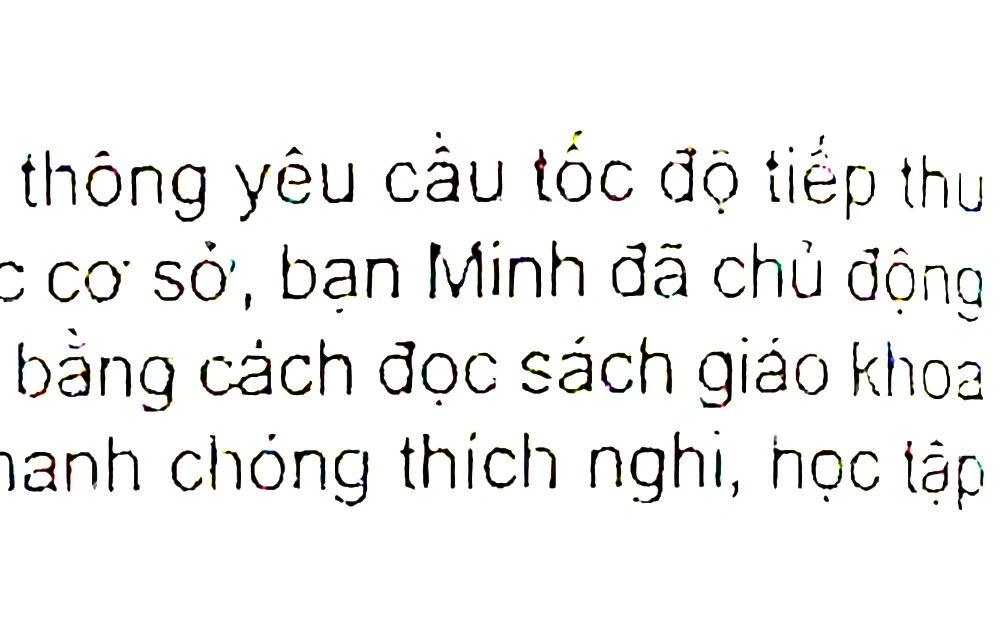 thông yêu cầu tốc độ tiếp thu
c cơ sở, bạn Minh đã chủ động
bằng cách đọc sách giáo khoa
hanh chóng thích nghi, học tập